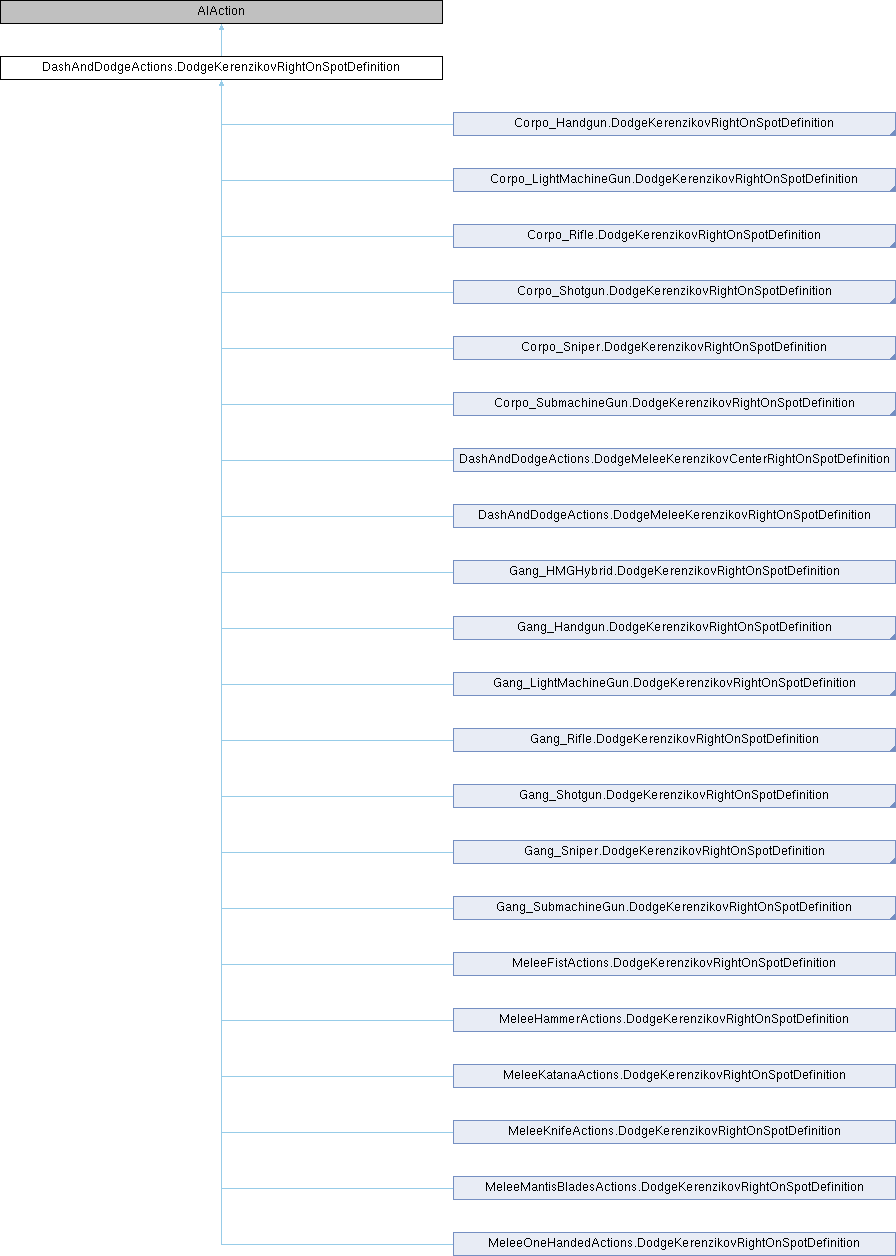 AIAction
DashAndDodgeActions.DodgeKerenzikovRightOnSpotDefinition
Corpo_Handgun.DodgeKerenzikovRightOnSpotDefinition
Corpo_LightMachineGun.DodgeKerenzikovRightOnSpotDefinition
Corpo_Rifle.DodgeKerenzikovRightOnSpotDefinition
Corpo_Shotgun.DodgeKerenzikovRightOnSpotDefinition
Corpo_Sniper.DodgeKerenzikovRightOnSpotDefinition
Corpo_SubmachineGun.DodgeKerenzikovRightOnSpotDefinition
DashAndDodgeActions.DodgeMeleeKerenzikovCenterRightOnSpotDefinition
DashAndDodgeActions.DodgeMeleeKerenzikovRightOnSpotDefinition
Gang_HMGHybrid.DodgeKerenzikovRightOnSpotDefinition
Gang_Handgun.DodgeKerenzikovRightOnSpotDefinition
Gang_LightMachineGun.DodgeKerenzikovRightOnSpotDefinition
Gang_Rifle.DodgeKerenzikovRightOnSpotDefinition
Gang_Shotgun.DodgeKerenzikovRightOnSpotDefinition
Gang_Sniper.DodgeKerenzikovRightOnSpotDefinition
Gang_SubmachineGun.DodgeKerenzikovRightOnSpotDefinition
MeleeFistActions.DodgeKerenzikovRightOnSpotDefinition
MeleeHammerActions.DodgeKerenzikovRightOnSpotDefinition
MeleeKatanaActions.DodgeKerenzikovRightOnSpotDefinition
MeleeKnifeActions.DodgeKerenzikovRightOnSpotDefinition
MeleeMantisBladesActions.DodgeKerenzikovRightOnSpotDefinition
MeleeOneHandedActions.DodgeKerenzikovRightOnSpotDefinition